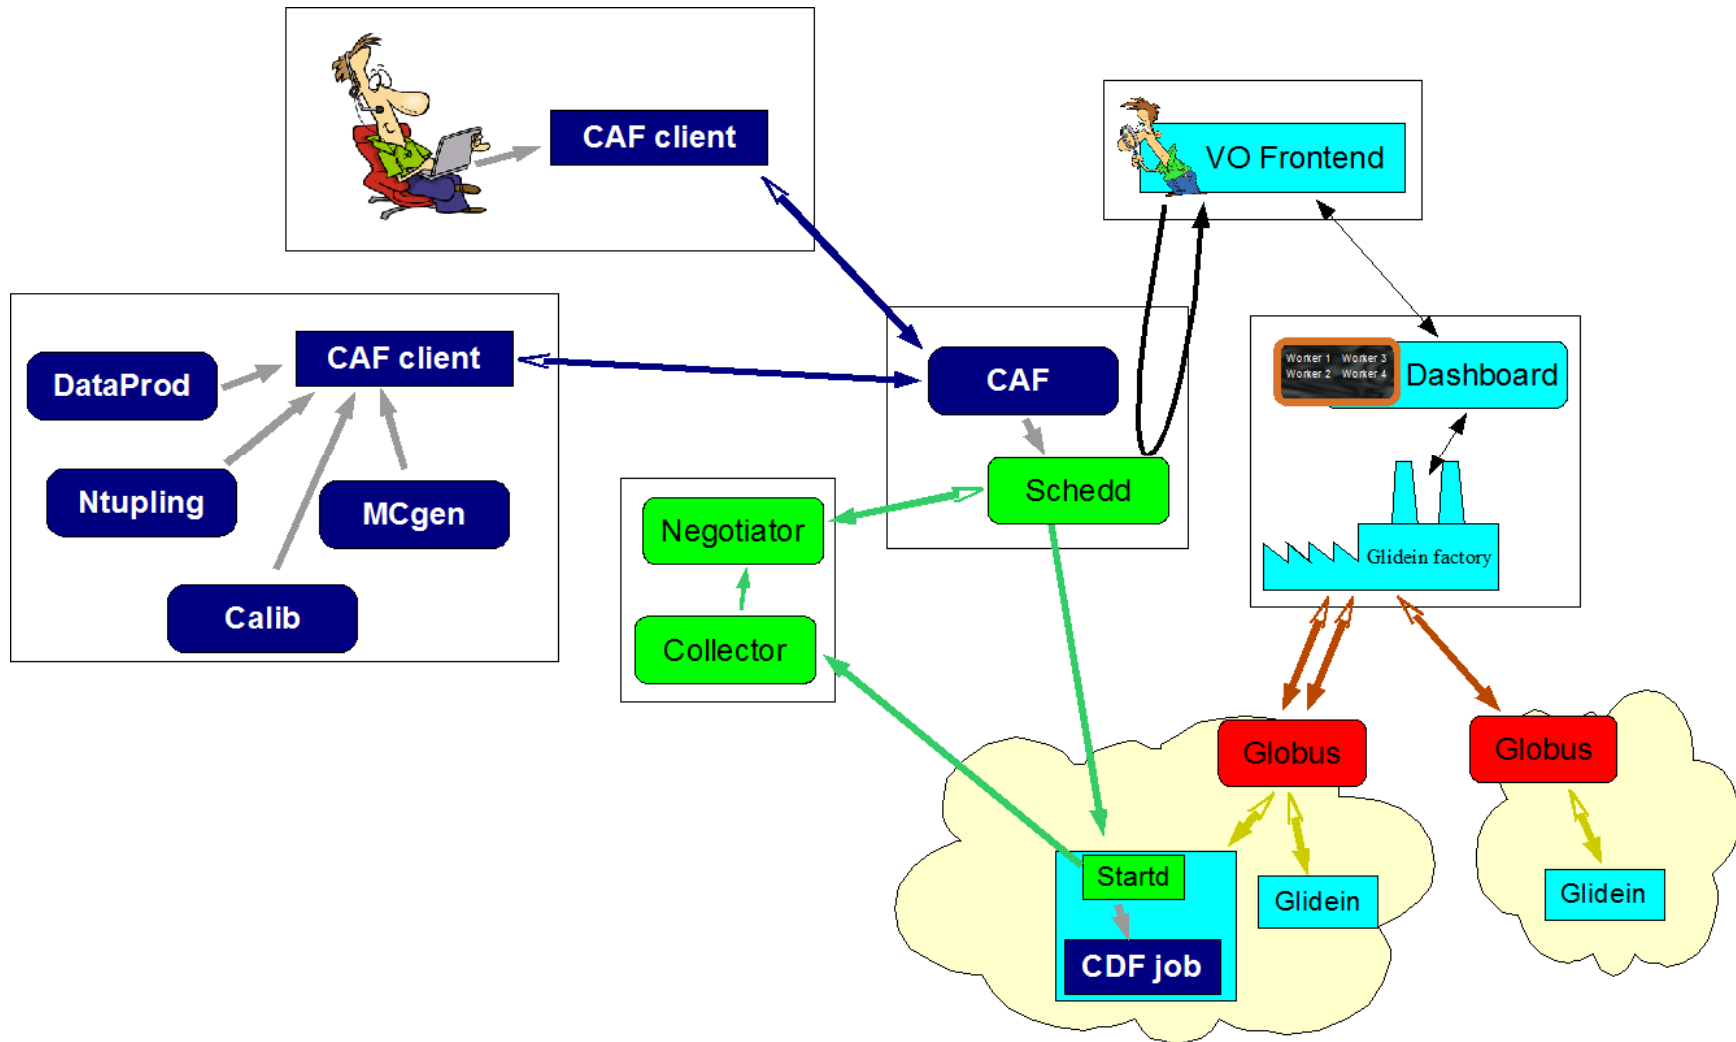 CAF client
VO Frontend
CAF client
DataProd
Ntupling
MCgen
Calib
CAF
Schedd
Worker 1 Worker 3
Worker 2 Worker 4
Dashboard
Glidein factory
Negotiator
Collector
Globus
Globus
Startd
CDF job
Glidein
Glidein